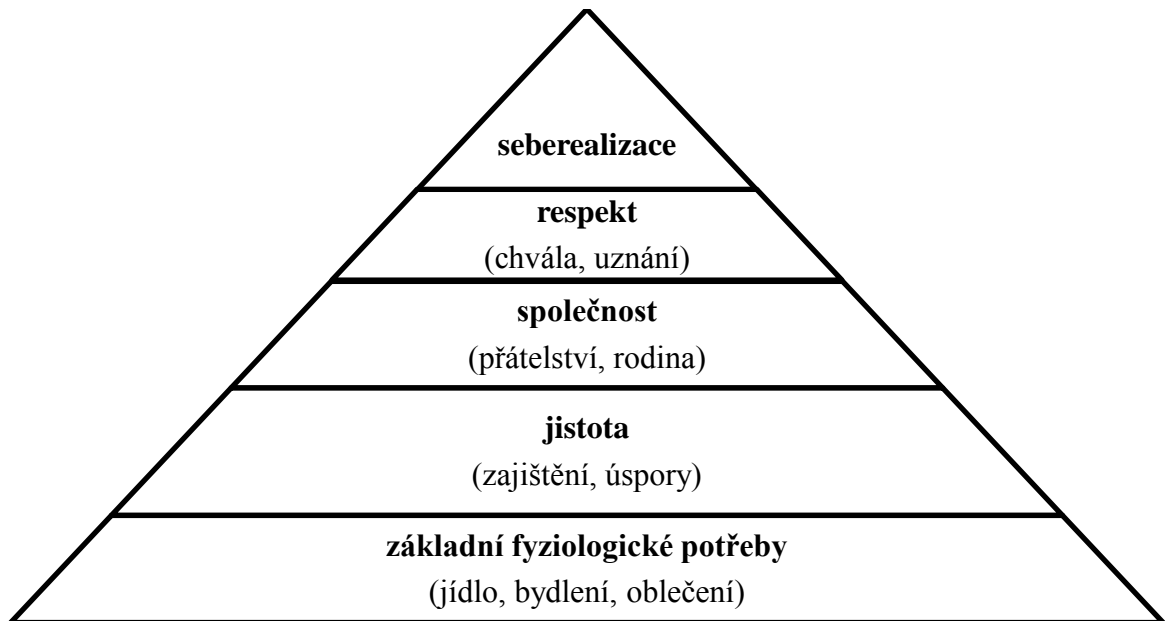 seberealizace
respekt
(chvála, uznání)
společnost
(přátelství, rodina)
jistota
(zajištění, úspory)
základní fyziologické potřeby
(jídlo, bydlení, oblečení)